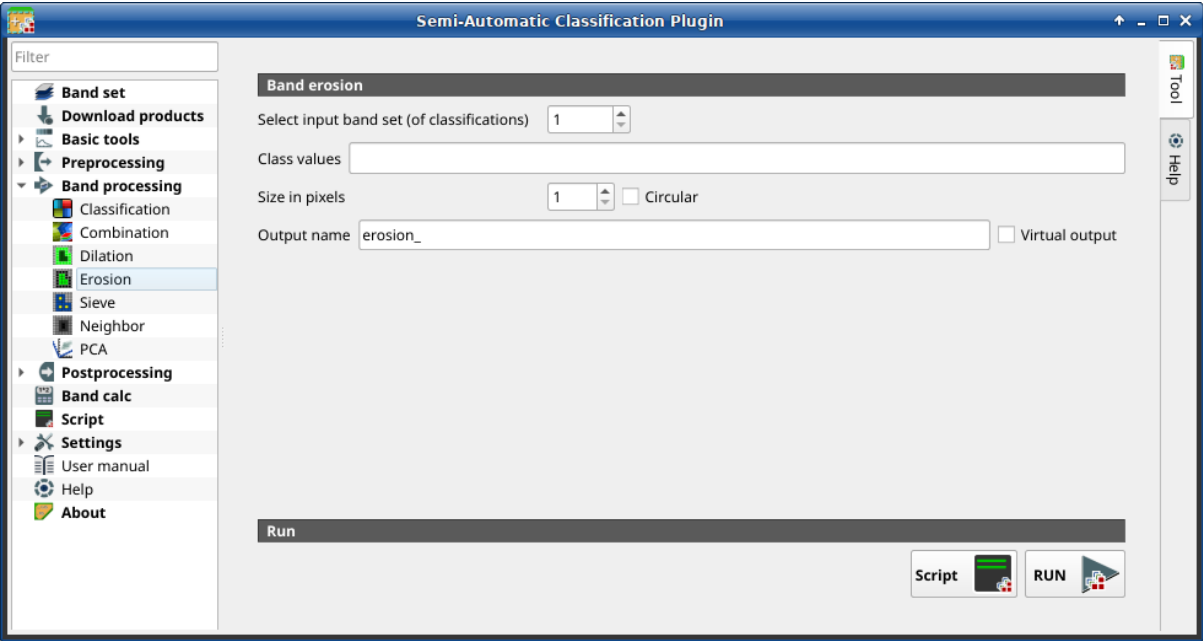 Semi-Automatic Classification Plugin
Filter
Band set
Download products
Basic tools
Preprocessing
Band processing
Classification
Combination
Dilation
Erosion
Sieve
Neighbor
PCA
Postprocessing
Band calc
Script
Settings
User manual
Help
About
Band erosion
Select input band set (of classifications) 1
Class values
Size in pixels 1 Circular
Output name erosion_ Virtual output
Run
Script RUN
Tool
Help